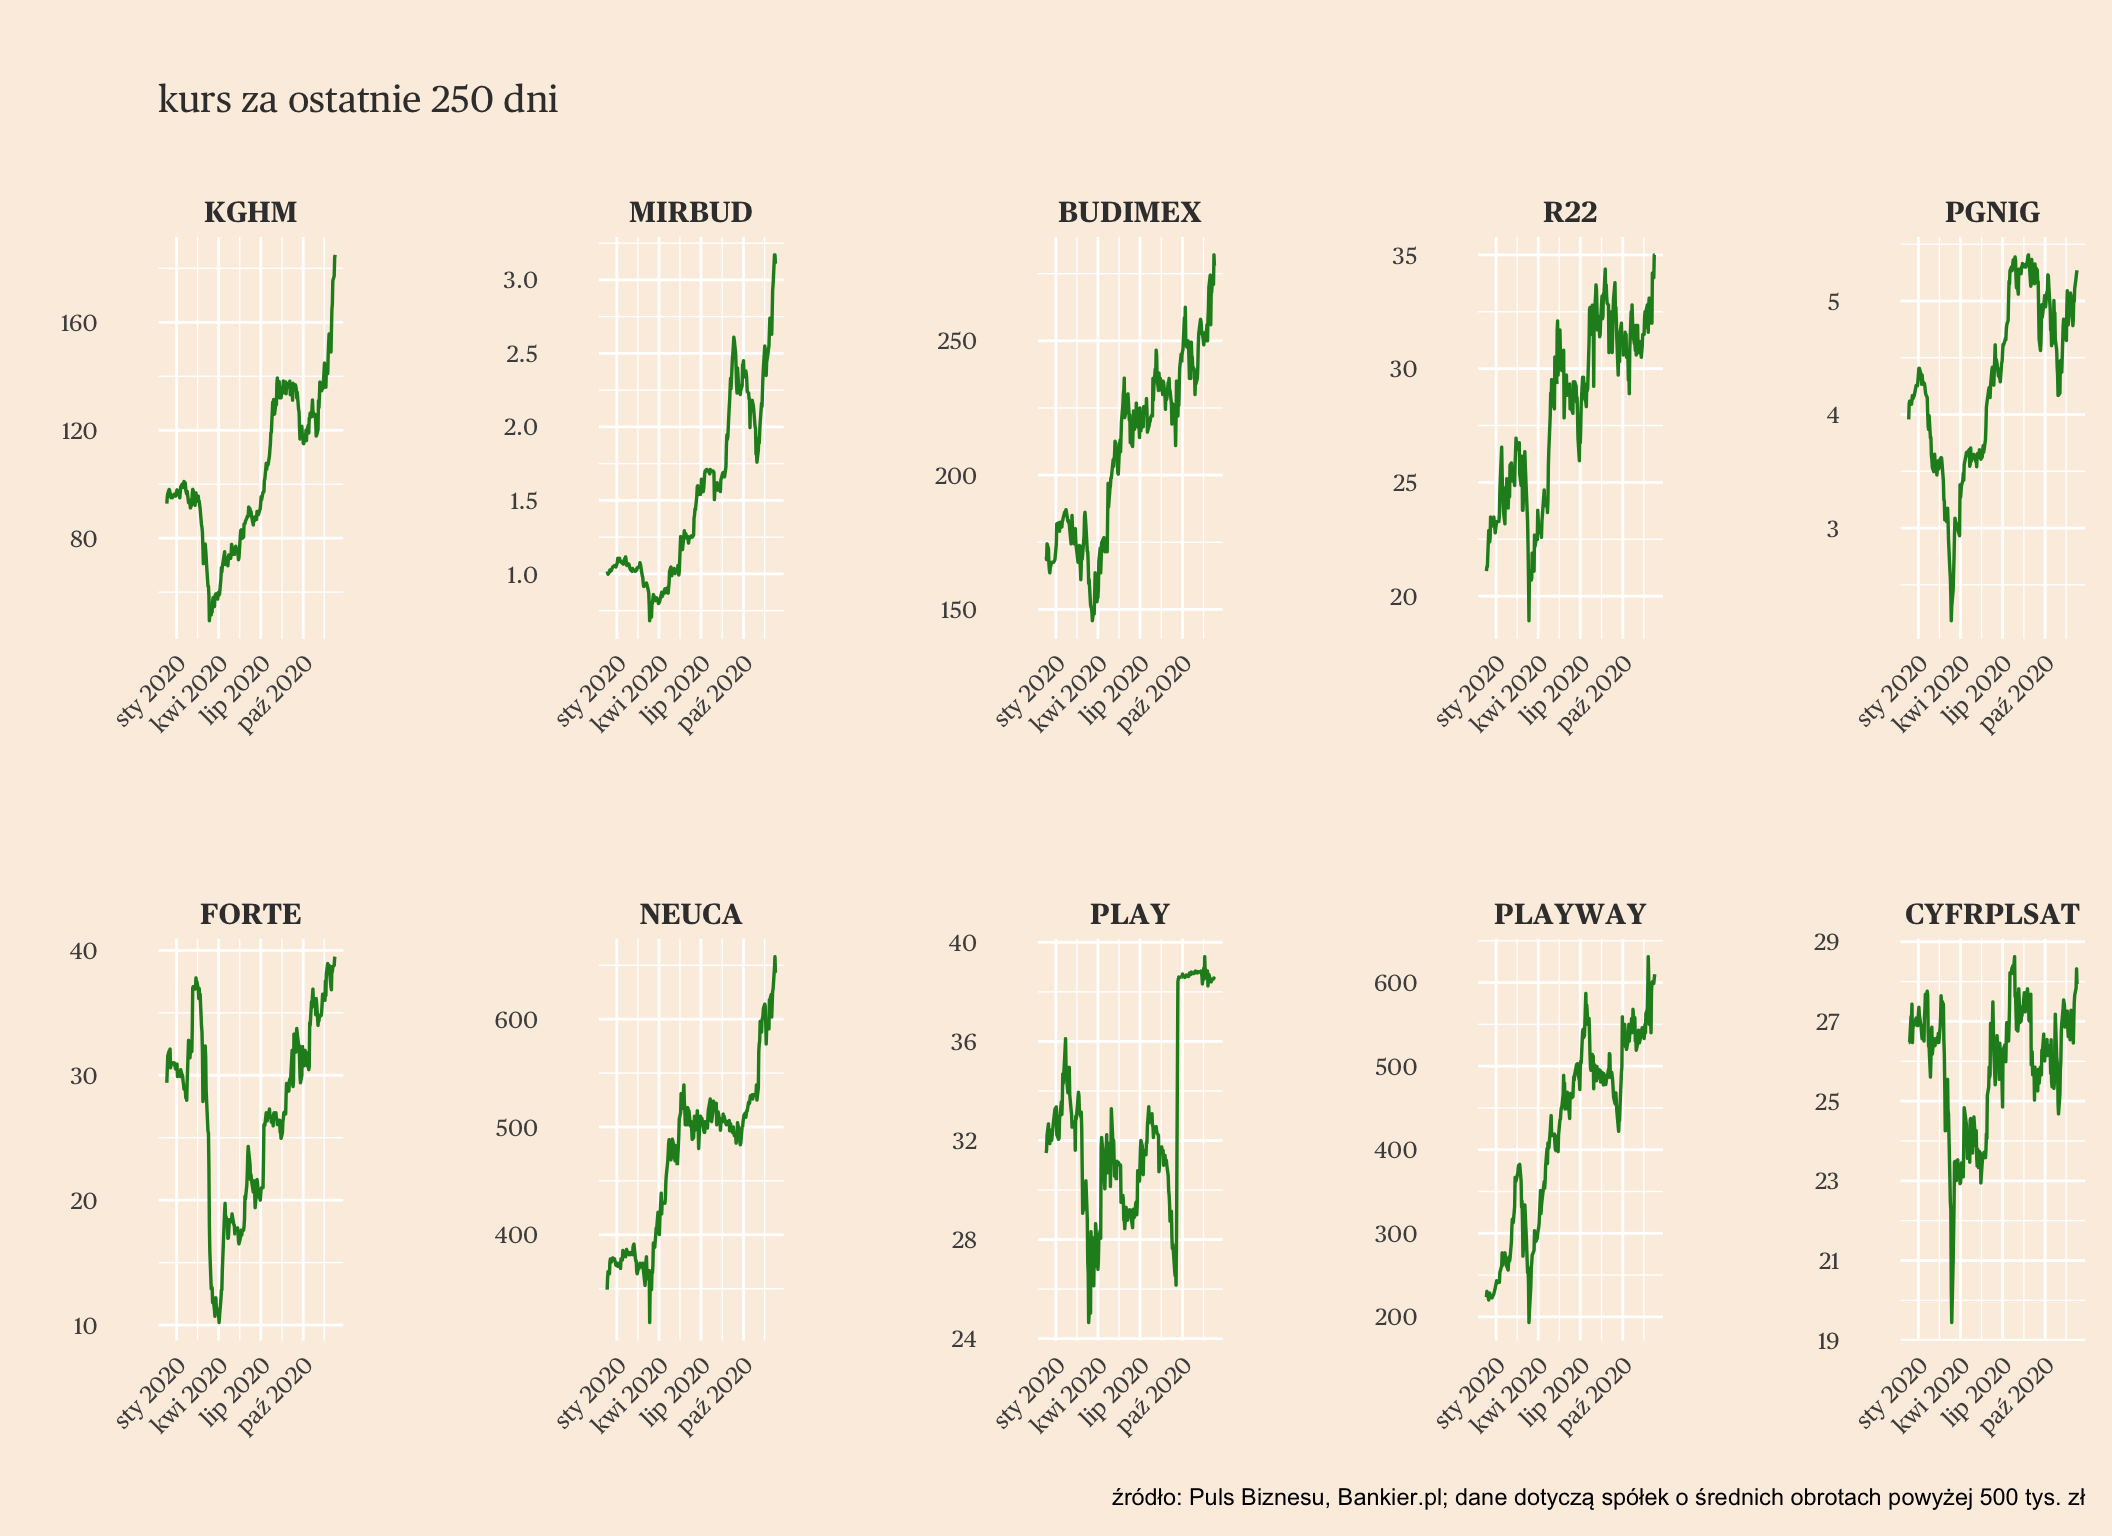 kurs za ostatnie 250 dni
KGHM
160
120
80
sty 2020
kwi 2020
lip 2020
paź 2020
MIRBUD
3.0
2.5
2.0
1.5
1.0
sty 2020
kwi 2020
lip 2020
paź 2020
BUDIMEX
250
200
150
sty 2020
kwi 2020
lip 2020
paź 2020
R22
35
30
25
20
sty 2020
kwi 2020
lip 2020
paź 2020
PGNIG
5
4
3
sty 2020
kwi 2020
lip 2020
paź 2020
FORTE
40
30
20
10
sty 2020
kwi 2020
lip 2020
paź 2020
NEUCA
600
500
400
sty 2020
kwi 2020
lip 2020
paź 2020
PLAY
40
36
32
28
24
sty 2020
kwi 2020
lip 2020
paź 2020
PLAYWAY
600
500
400
300
200
sty 2020
kwi 2020
lip 2020
paź 2020
CYFRPLSAT
29
27
25
23
21
19
sty 2020
kwi 2020
lip 2020
paź 2020
źródło: Puls Biznesu, Bankier.pl; dane dotyczą spółek o średnich obrotach powyżej 500 tys. zł